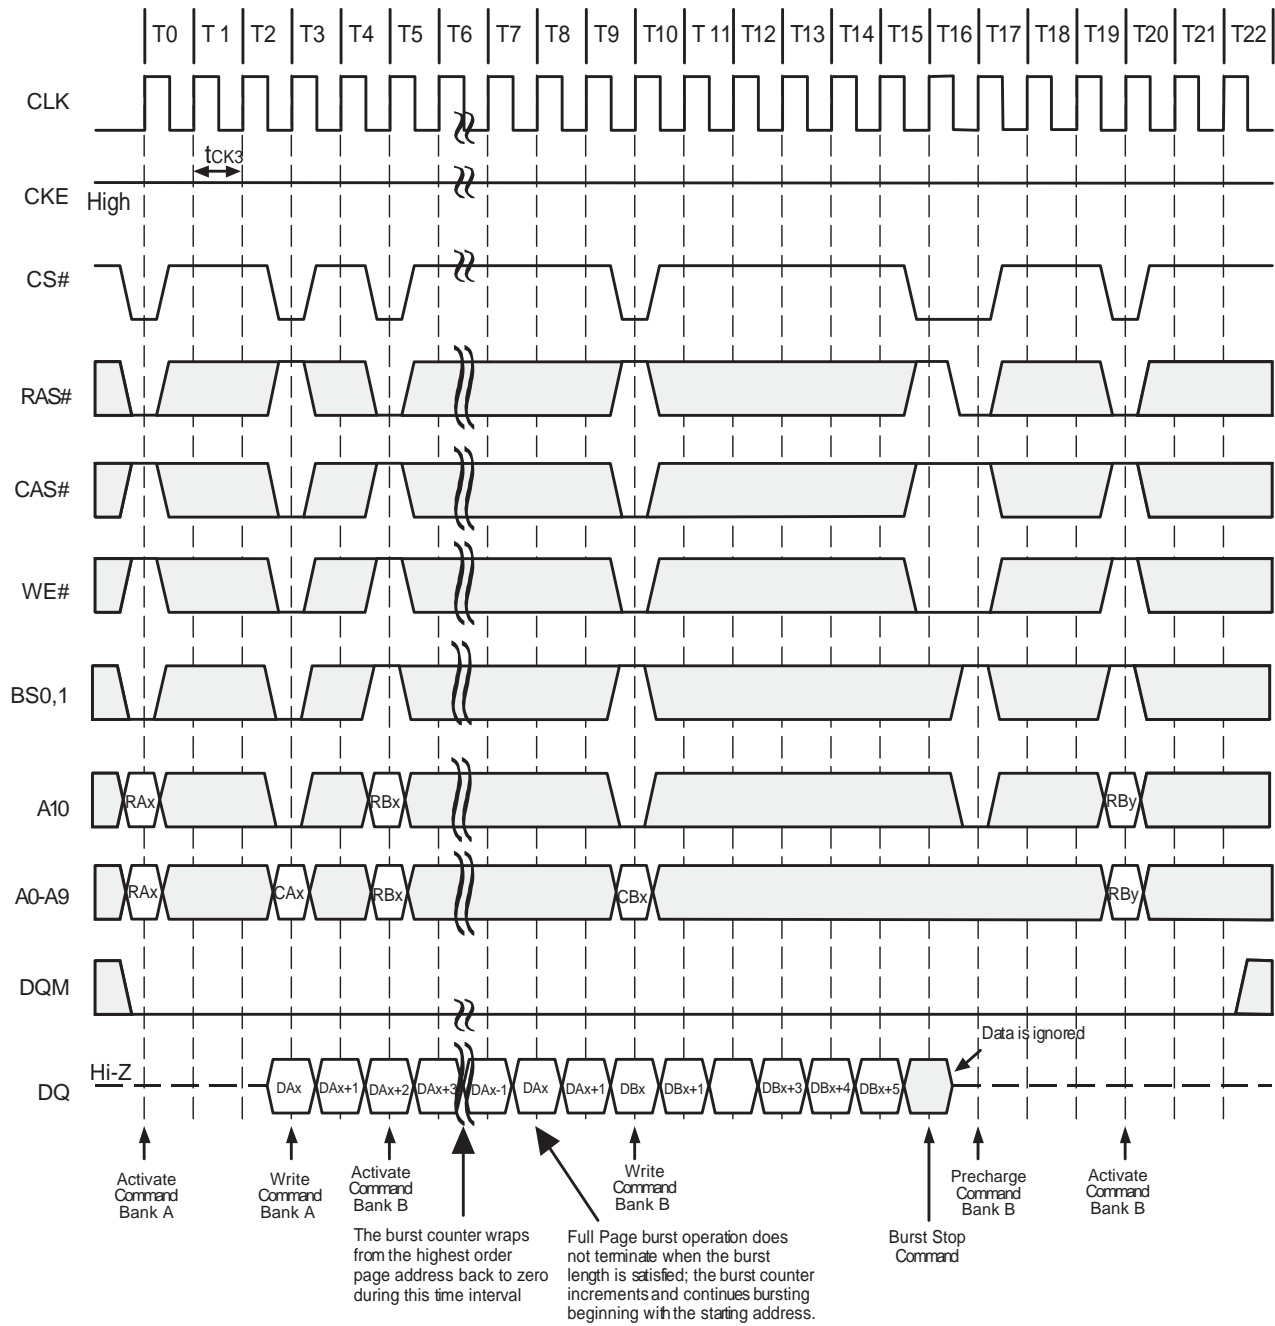 T0 T 1 T2 T3 T4 T5 T6 T7 T8 T9 T10 T 11 T12 T13 T14 T15 T16 T17 T18 T19 T20 T21 T22
CLK
tCK3
CKE High
CS#
RAS#
CAS#
WE#
BS0,1
A10 RAx RBx RBy
A0-A9 RAx CAx RBx CBx RBy
DQM
Data is ignored
Hi-Z
DQ DAx DAx+1 DAx+2 DAx+3 DAx-1 DAx DAx+1 DBx DBx+1 DBx+3 DBx+4 DBx+5
Activate
Command
Bank A
Write
Command
Bank A
Activate
Command
Bank B
The burst counter wraps
from the highest order
page address back to zero
during this time interval
Full Page burst operation does
not terminate when the burst
length is satisfied; the burst counter
increments and continues bursting
beginning with the starting address.
Write
Command
Bank B
Burst Stop
Command
Precharge
Command
Bank B
Activate
Command
Bank B